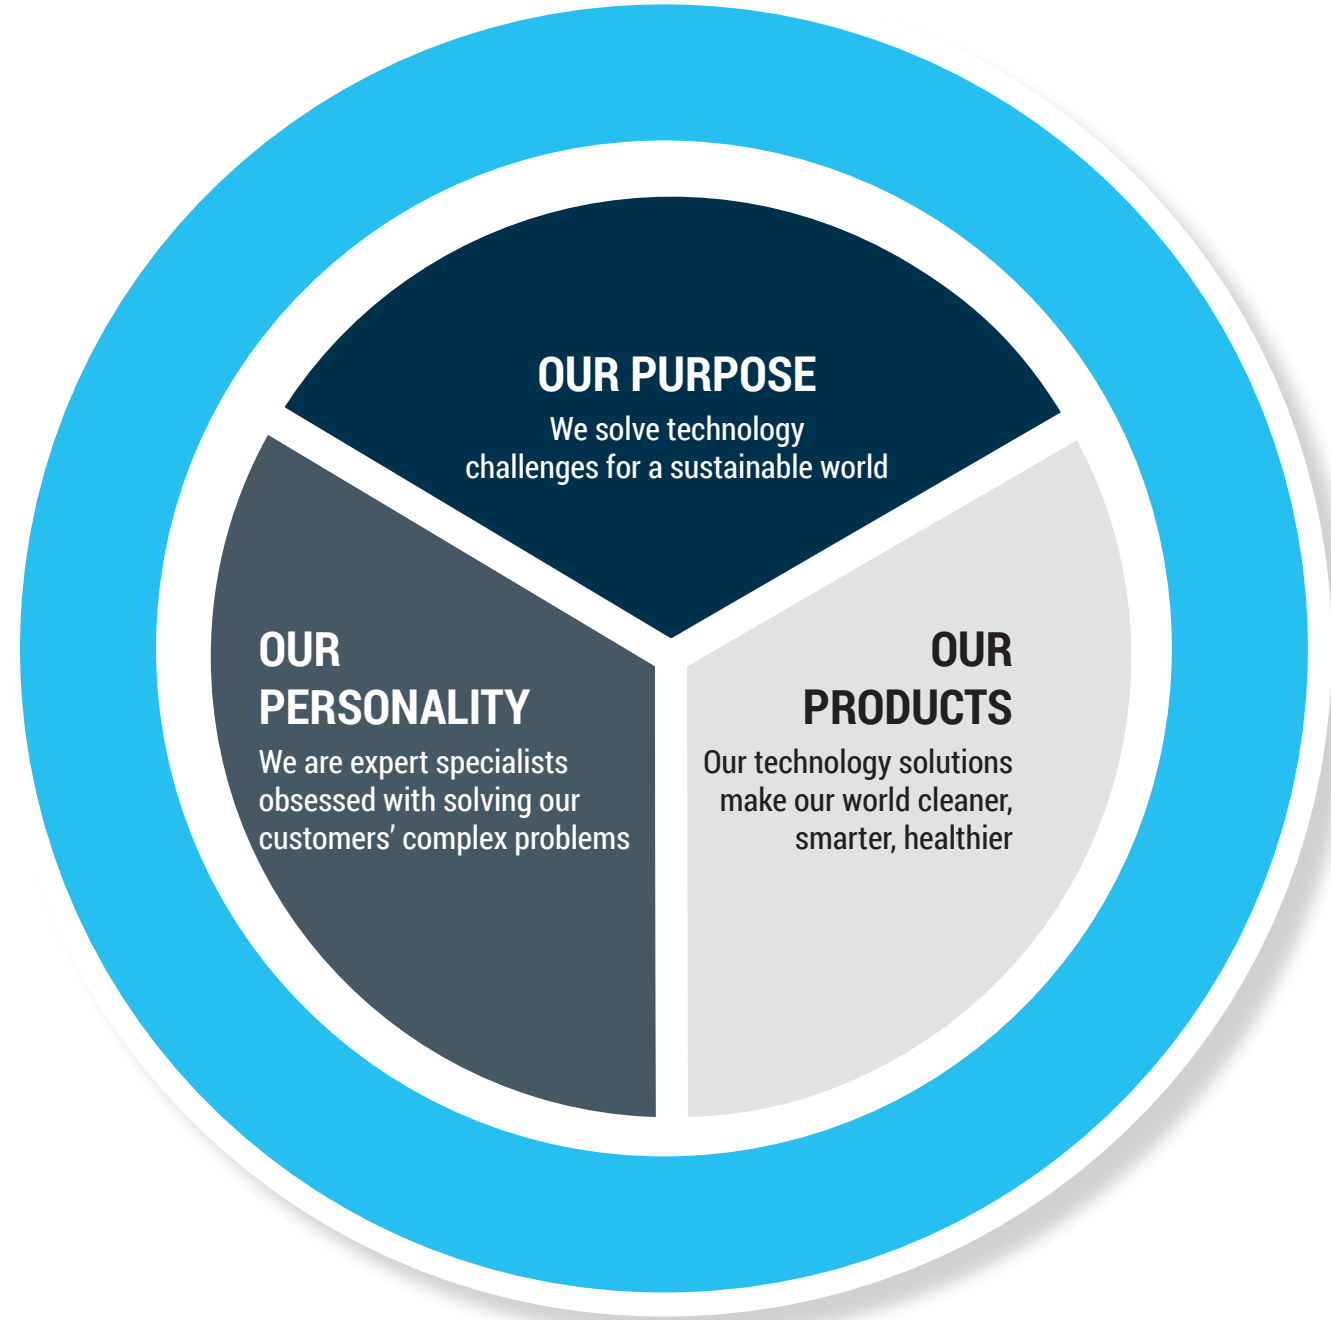 OUR PURPOSE
We solve technology
challenges for a sustainable world
OUR
PERSONALITY
We are expert specialists
obsessed with solving our
customers’ complex problems
OUR
PRODUCTS
Our technology solutions
make our world cleaner,
smarter, healthier